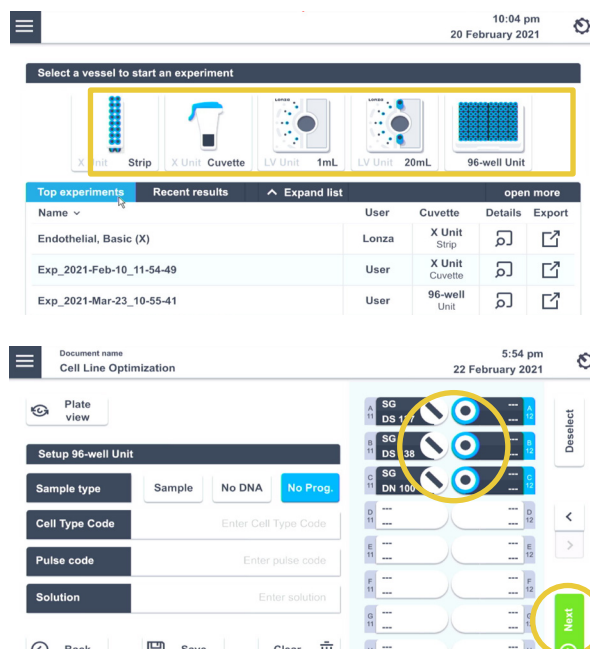 10:04 pm
20 February 2021
Select a vessel to start an experiment
X Unit Strip
X Unit Cuvette
LV Unit 1mL
LV Unit 20mL
96-well Unit
Top experiments Recent results Expand list open more
Name User Cuvette Details Export
Endothelial, Basic (X) Lonza X Unit Strip
Exp_2021-Feb-10_11-54-49 User X Unit Cuvette
Exp_2021-Mar-23_10-55-41 User 96-well Unit
Document name
Cell Line Optimization
5:54 pm
22 February 2021
Plate view
Setup 96-well Unit
Sample type Sample No DNA No Prog.
Cell Type Code Enter Cell Type Code
Pulse code Enter pulse code
Solution Enter solution
Back Save Clear
A 11 SG --- A 12
DS 137 ---
B 11 SG --- B 12
DS 138 ---
C 11 SG --- C 12
DN 100 ---
D 11 --- --- D 12
--- ---
E 11 --- --- E 12
--- ---
F 11 --- --- F 12
--- ---
G 11 --- ---
--- --- 12
Deselect
Next